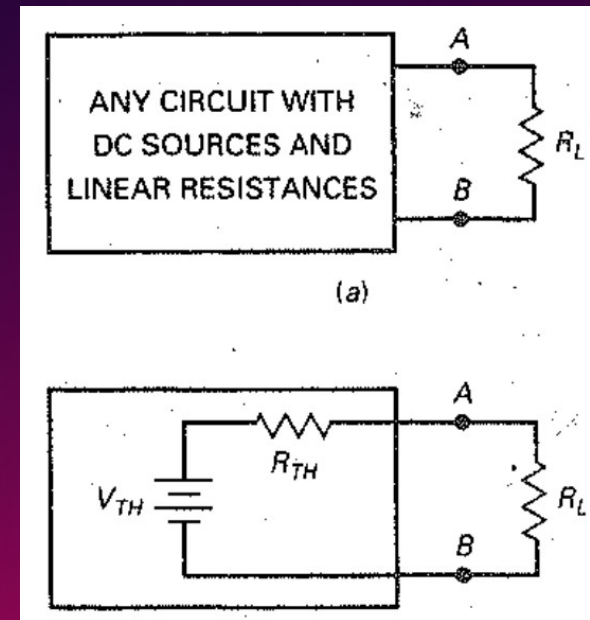 ANY CIRCUIT WITH
DC SOURCES AND
LINEAR RESISTANCES
A
B
R_L
(a)
V_TH
R_TH
A
B
R_L